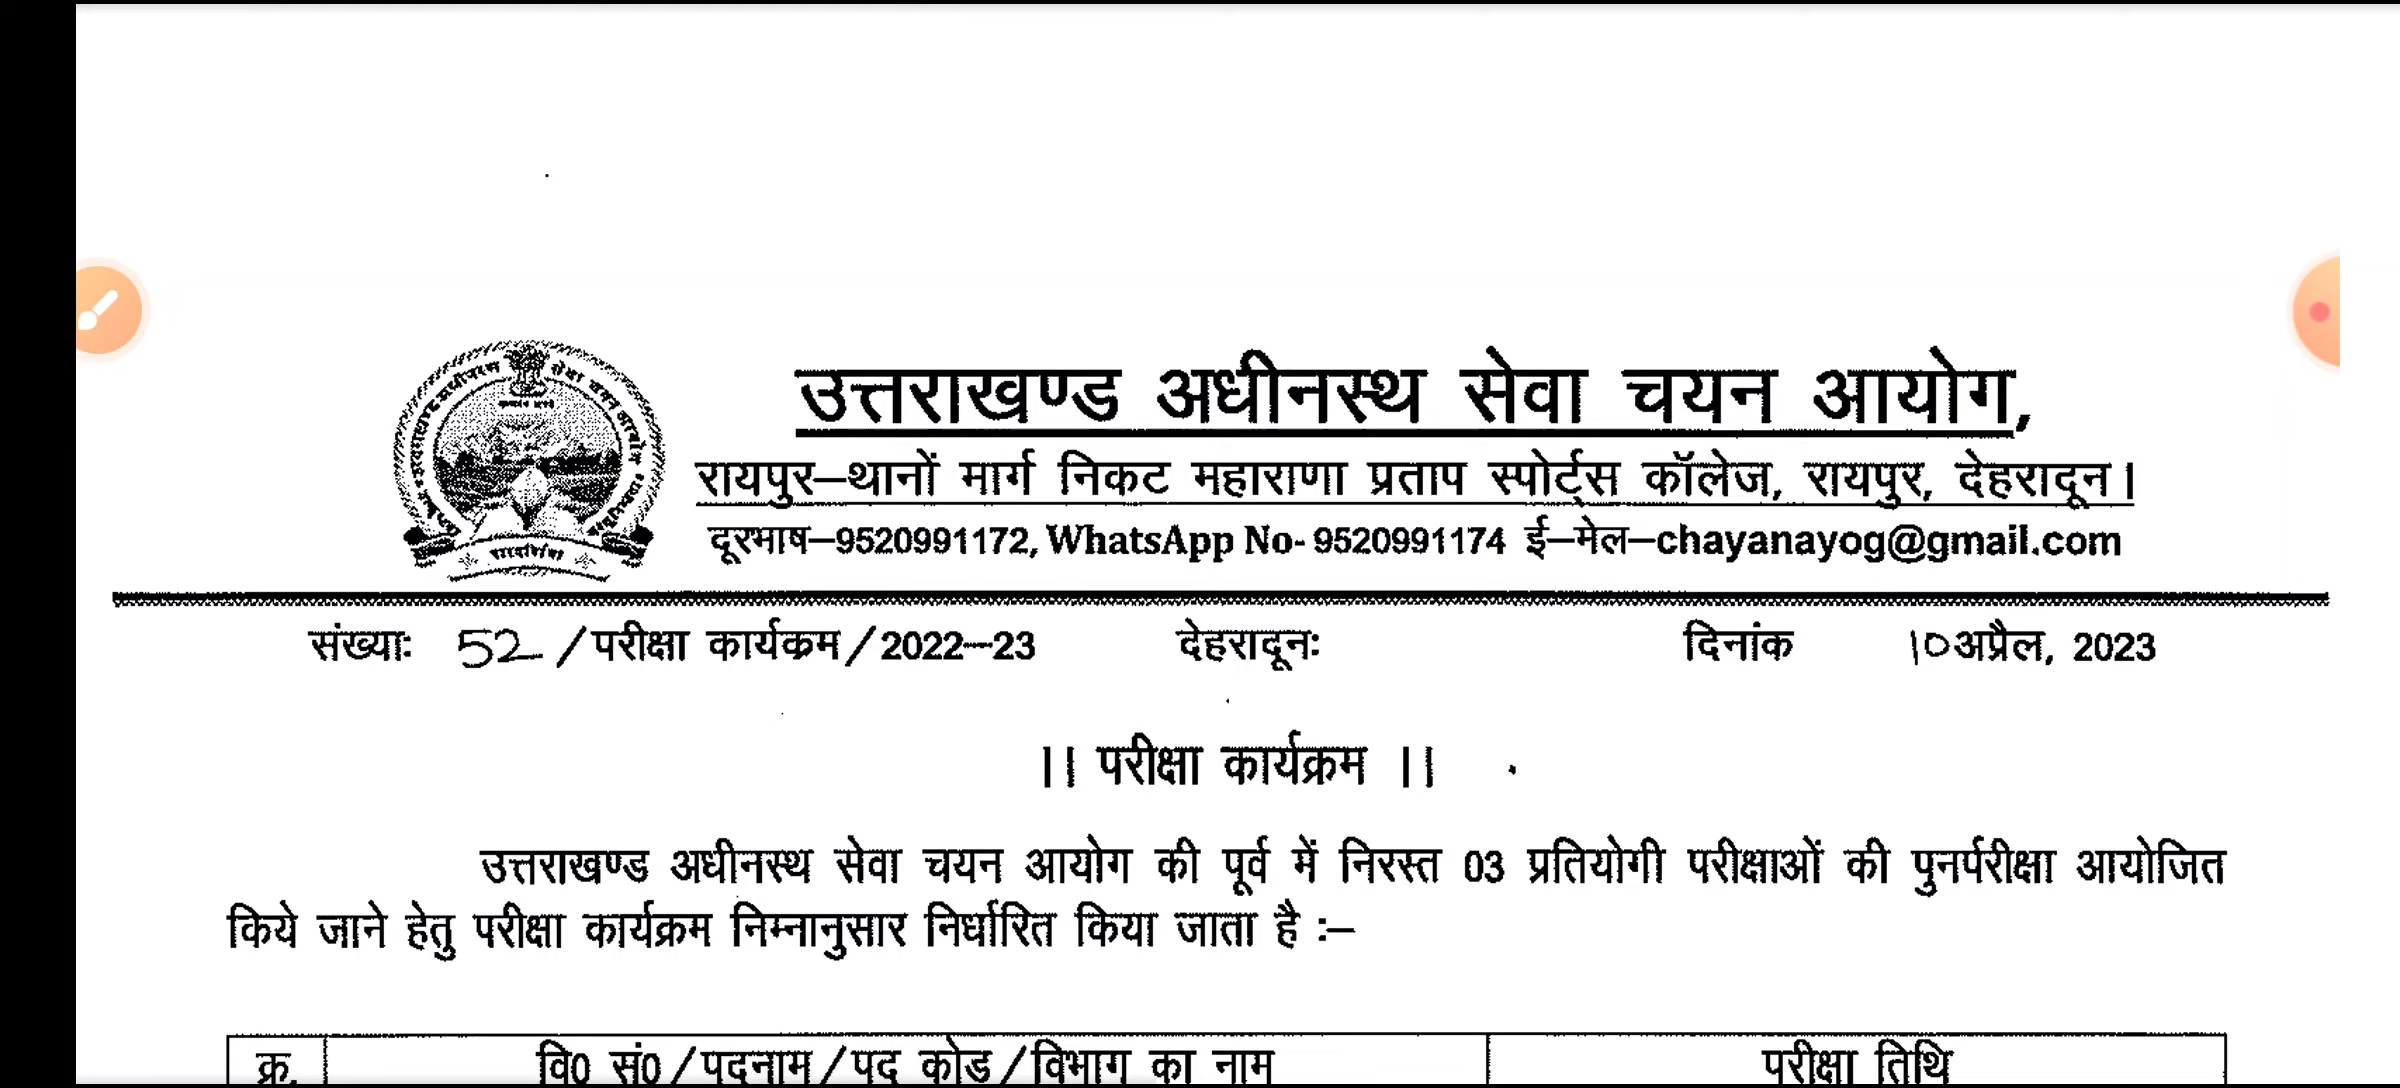 उत्तराखण्ड अधीनस्थ सेवा चयन आयोग,
रायपुर–थानों मार्ग निकट महाराणा प्रताप स्पोर्ट्स कॉलेज, रायपुर, देहरादून।
दूरभाष–9520991172, WhatsApp No- 9520991174 ई–मेल–chayanayog@gmail.com
संख्याः 52 /परीक्षा कार्यक्रम/2022–23 देहरादूनः दिनांक 10 अप्रैल, 2023
।। परीक्षा कार्यक्रम ।।
उत्तराखण्ड अधीनस्थ सेवा चयन आयोग की पूर्व में निरस्त 03 प्रतियोगी परीक्षाओं की पुनर्परीक्षा आयोजित
किये जाने हेतु परीक्षा कार्यक्रम निम्नानुसार निर्धारित किया जाता है :–
क्र. वि0 सं0/पदनाम/पद कोड/विभाग का नाम परीक्षा तिथि